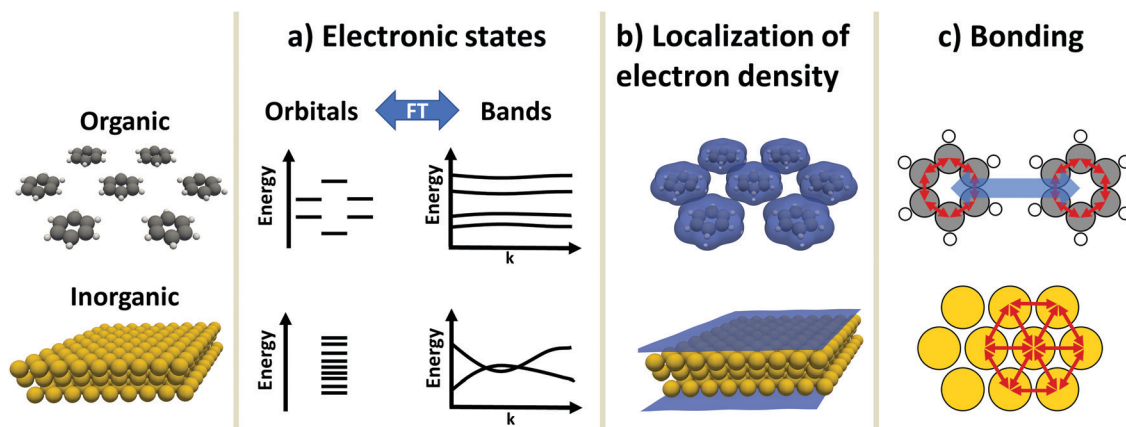 a) Electronic states
b) Localization of
electron density
c) Bonding
Organic
Orbitals
FT
Bands
Energy
Energy
k
Inorganic
Energy
Energy
k